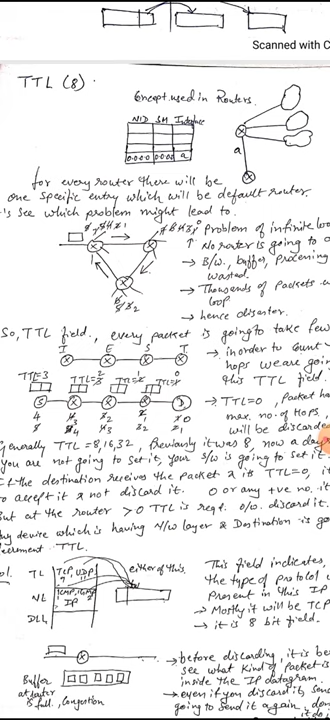 Scanned with C
TTL (8).
Concept used in Routers.
NID SM Interface
0.0.0.0 0.0.0.0 a
a
for every router there will be
one specific entry which will be default router.
's see which problem might lead to.
Problem of infinite loo
No router is going to
→ B/W, buffer, processing
wasted.
→ Thousands of packets
loop
→ hence disaster.
So, TTL field, every packet is going to take few
I E S T
→ inorder to count
hops we are goin
this TTL field.
TTL=3
→ TTL=0, packet ha
max. no. of Hops,
will be discarde
Generally TTL = 8,16,32, Previously it was 8, now a day
you are not going to set it, your S/w is going to set it.
the destination receives the packet & its TTL=0, it
to accept it & not discard it. 0 or any +ve no. it
But at the router >0 TTL is reqd. o/w. discard it.
any device which is having N/w layer & Destination is go
decrement TTL.
TL TCP, UDP either of this.
NL ICMP, IGMP
IP
DLL
This field indicates,
the type of protocol
Present in this IP
→ Mostly it will be TCP
→ it is 8 bit field.
Buffer
at router
is full, congestion
→ before discarding, it is be
see what kind of packet is
inside the IP datagram.
→ even if you discard it, send
going to send it again,